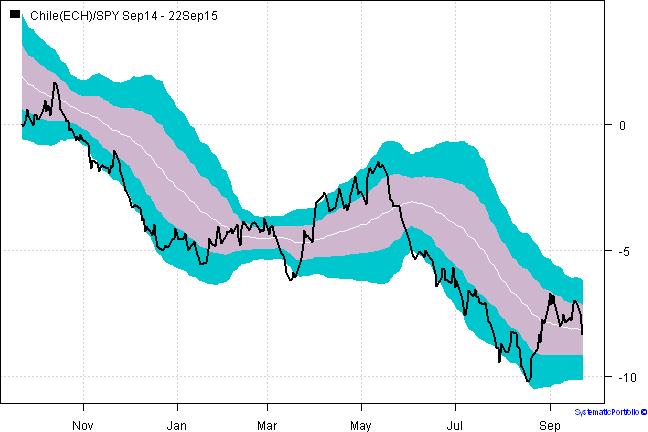 Chile(ECH)/SPY Sep14 - 22Sep15
0
-5
-10
Nov Jan Mar May Jul Sep
SystematicPortfolio ©